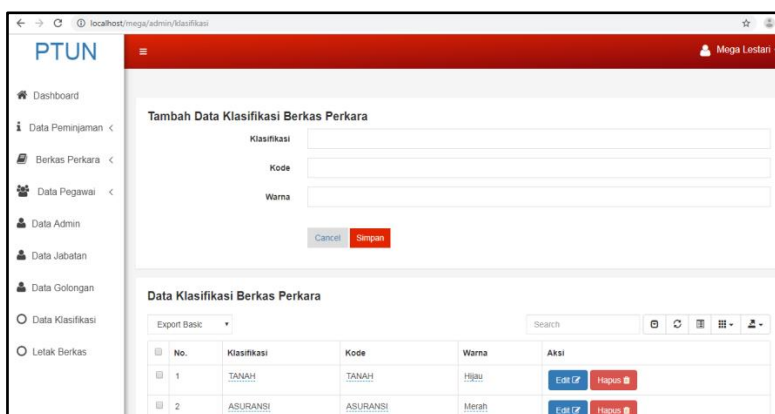 localhost/mega/admin/klasifikasi
PTUN
Mega Lestari
Dashboard
Data Peminjaman
Berkas Perkara
Data Pegawai
Data Admin
Data Jabatan
Data Golongan
Data Klasifikasi
Letak Berkas
Tambah Data Klasifikasi Berkas Perkara
Klasifikasi
Kode
Warna
Cancel Simpan
Data Klasifikasi Berkas Perkara
Export Basic Search
No. Klasifikasi Kode Warna Aksi
1 TANAH TANAH Hijau Edit Hapus
2 ASURANSI ASURANSI Merah Edit Hapus